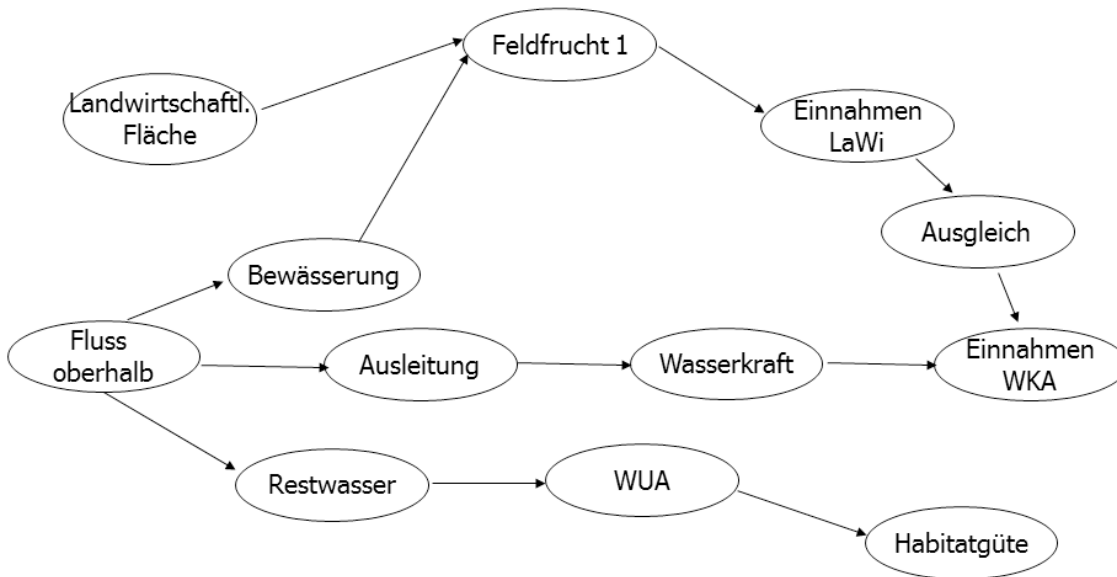 Feldfrucht 1
Landwirtschaftl.
Fläche
Einnahmen
LaWi
Ausgleich
Bewässerung
Fluss
oberhalb
Ausleitung
Wasserkraft
Einnahmen
WKA
Restwasser
WUA
Habitatgüte